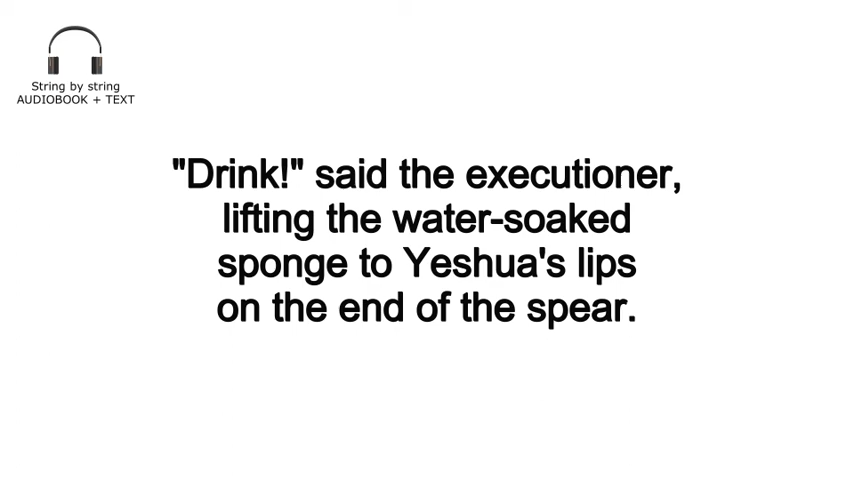 String by string
AUDIOBOOK + TEXT
"Drink!" said the executioner,
lifting the water-soaked
sponge to Yeshua's lips
on the end of the spear.